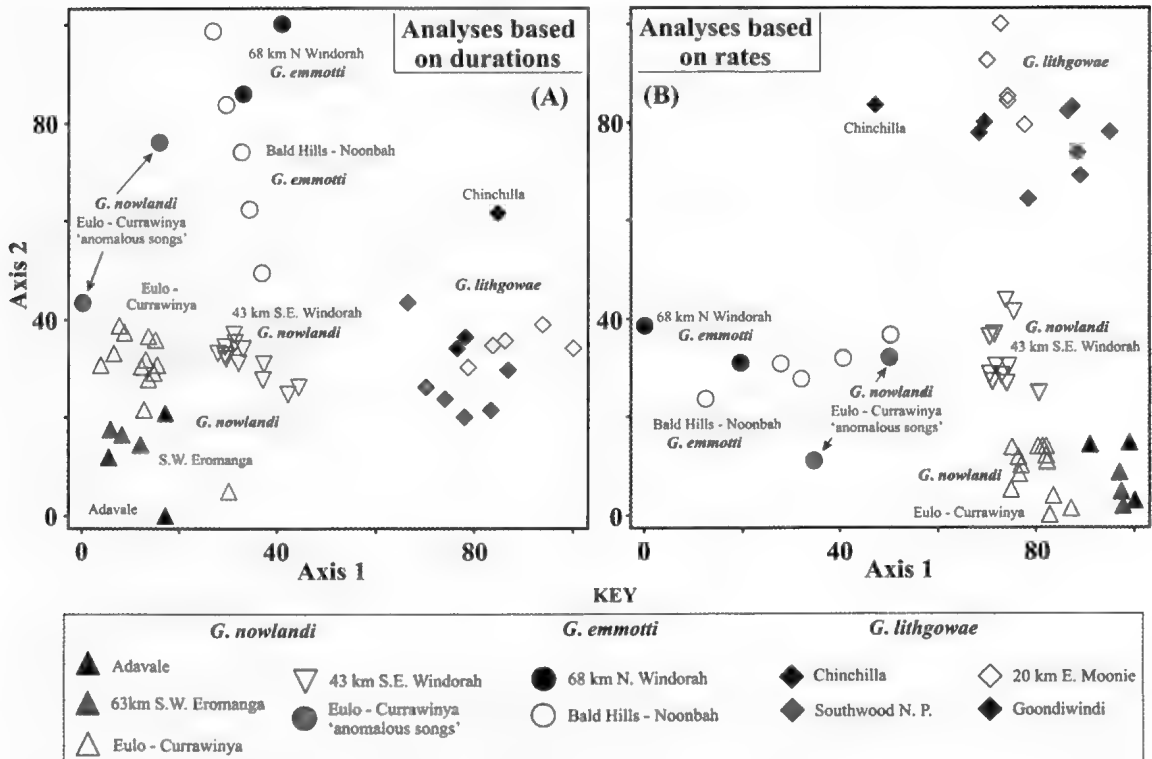 Analyses based
on durations
(A)
68 km N Windorah
G. emmotti
Bald Hills - Noonbah
G. emmotti
G. nowlandi
Eulo - Currawinya
'anomalous songs'
Chinchilla
Eulo -
Currawinya
G. lithgowae
43 km S.E. Windorah
G. nowlandi
G. nowlandi
S.W. Eromanga
Adavale
80
40
0
Axis 2
0
40
80
Axis 1
Analyses based
on rates
(B)
G. lithgowae
Chinchilla
68 km N Windorah
G. emmotti
G. nowlandi
43 km S.E. Windorah
G. nowlandi
Eulo - Currawinya
'anomalous songs'
Bald Hills - Noonbah
G. emmotti
G. nowlandi
Eulo - Currawinya
80
40
0
0
40
80
Axis 1
KEY
G. nowlandi
G. emmotti
G. lithgowae
Adavale
63km S.W. Eromanga
Eulo - Currawinya
43 km S.E. Windorah
Eulo - Currawinya
'anomalous songs'
68 km N. Windorah
Bald Hills - Noonbah
Chinchilla
Southwood N. P.
20 km E. Moonie
Goondiwindi